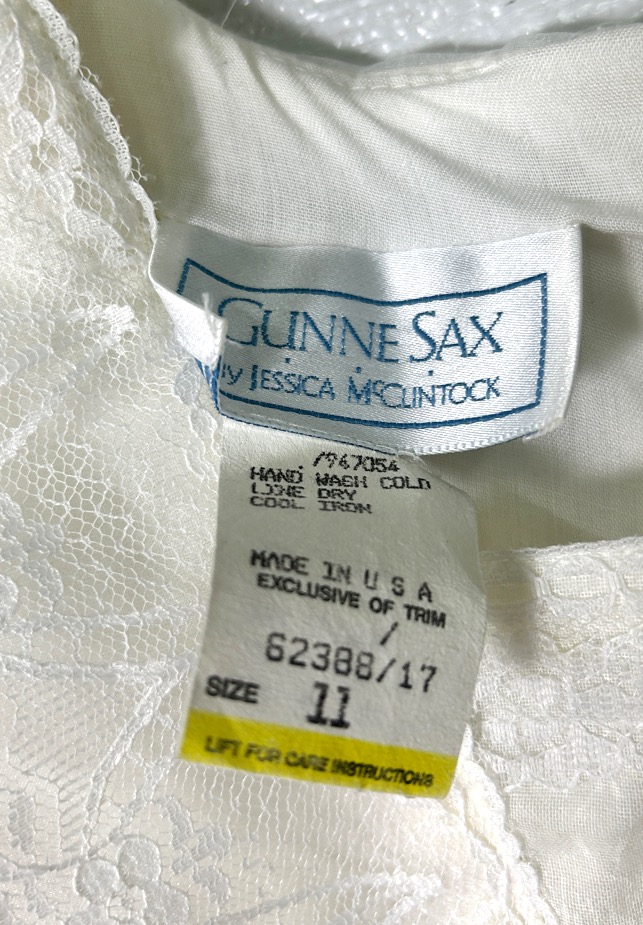 GUNNE SAX
by JESSICA McCLINTOCK
/947054
HAND WASH COLD
LINE DRY
COOL IRON
MADE IN U S A
EXCLUSIVE OF TRIM
/
62388/17
SIZE 11
LIFT FOR CARE INSTRUCTIONS